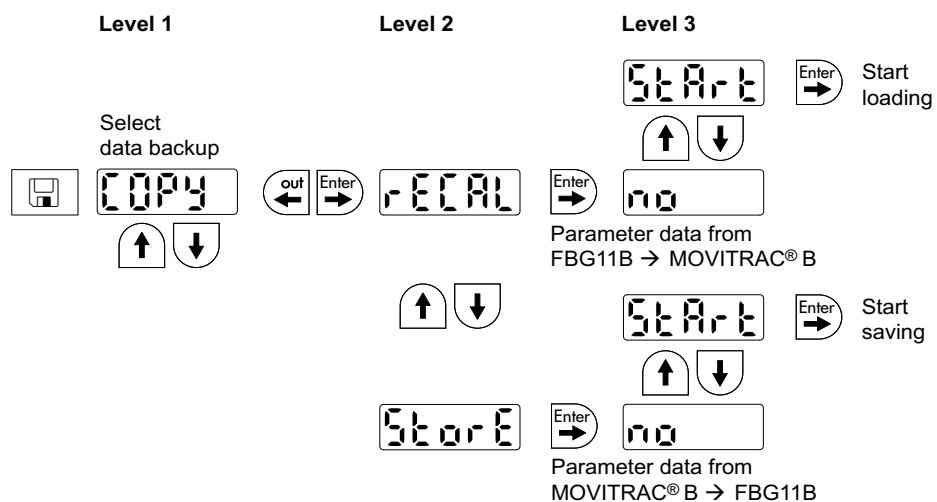 Level 1 Level 2 Level 3
StArt Enter Start
loading
Select
data backup
COPY out Enter rECAL Enter no
Parameter data from
FBG11B → MOVITRAC® B
StArt Enter Start
saving
StorE Enter no
Parameter data from
MOVITRAC® B → FBG11B